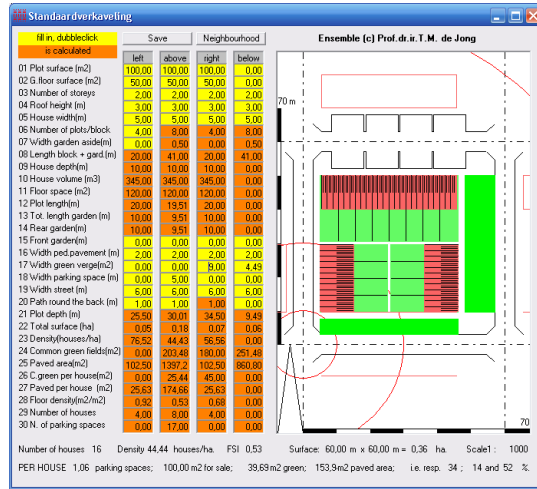 Standaardverkaveling
fill in, dubbleclick Save Neighbourhood Ensemble (c) Prof.dr.ir.T.M. de Jong
is calculated
left above right below
01 Plot surface (m2) 100,00 100,00 100,00 0,00
02 G.floor surface (m2) 50,00 50,00 50,00 0,00
03 Number of storeys 2,00 2,00 2,00 0,00
04 Roof height (m) 3,00 3,00 3,00 0,00
05 House width(m) 5,00 5,00 5,00 0,00
06 Number of plots/block 4,00 8,00 4,00 8,00
07 Width garden aside(m) 0,00 0,50 0,00 0,50
08 Length block + gard.(m) 20,00 41,00 20,00 41,00
09 House depth(m) 10,00 10,00 10,00 0,00
10 House volume (m3) 345,00 345,00 345,00 0,00
11 Floor space (m2) 120,00 120,00 120,00 0,00
12 Plot length(m) 20,00 19,51 20,00 0,00
13 Tot. length garden (m) 10,00 9,51 10,00 0,00
14 Rear garden(m) 10,00 9,51 10,00 0,00
15 Front garden(m) 0,00 0,00 0,00 0,00
16 Width ped.pavement (m) 2,00 2,00 2,00 2,00
17 Width green verge(m2) 0,00 0,00 9,00 4,49
18 Width parking space (m) 0,00 5,00 0,00 0,00
19 Width street (m) 6,00 6,00 6,00 6,00
20 Path round the back (m) 1,00 1,00 1,00 0,00
21 Plot depth (m) 25,50 30,01 34,50 9,49
22 Total surface (ha) 0,05 0,18 0,07 0,06
23 Density(houses/ha) 76,52 44,43 56,56 0,00
24 Common green fields(m2) 0,00 203,48 180,00 251,48
25 Paved area(m2) 102,50 1397,2 102,50 860,80
26 C.green per house(m2) 0,00 25,44 45,00 0,00
27 Paved per house (m2) 25,63 174,66 25,63 0,00
28 Floor density(m2/m2) 0,92 0,53 0,68 0,00
29 Number of houses 4,00 8,00 4,00 0,00
30 N. of parking spaces 0,00 17,00 0,00 0,00
70 m
70
Number of houses 16 Density 44,44 houses/ha. FSI 0,53 Surface: 60,00 m x 60,00 m = 0,36 ha. Scale1 : 1000
PER HOUSE 1,06 parking spaces; 100,00 m2 for sale; 39,69 m2 green; 153,9 m2 paved area; i.e. resp. 34 ; 14 and 52 %.